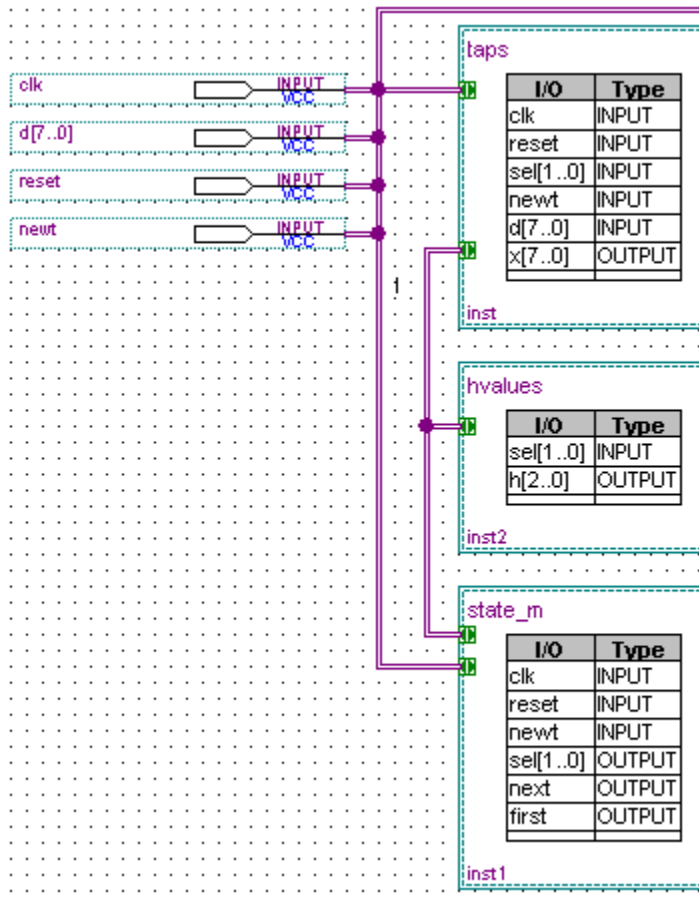 taps
clk INPUT VCC
d[7..0] INPUT VCC
reset INPUT VCC
newt INPUT VCC
I/O Type
clk INPUT
reset INPUT
sel[1..0] INPUT
newt INPUT
d[7..0] INPUT
x[7..0] OUTPUT
inst
hvalues
I/O Type
sel[1..0] INPUT
h[2..0] OUTPUT
inst2
state_m
I/O Type
clk INPUT
reset INPUT
newt INPUT
sel[1..0] OUTPUT
next OUTPUT
first OUTPUT
inst1